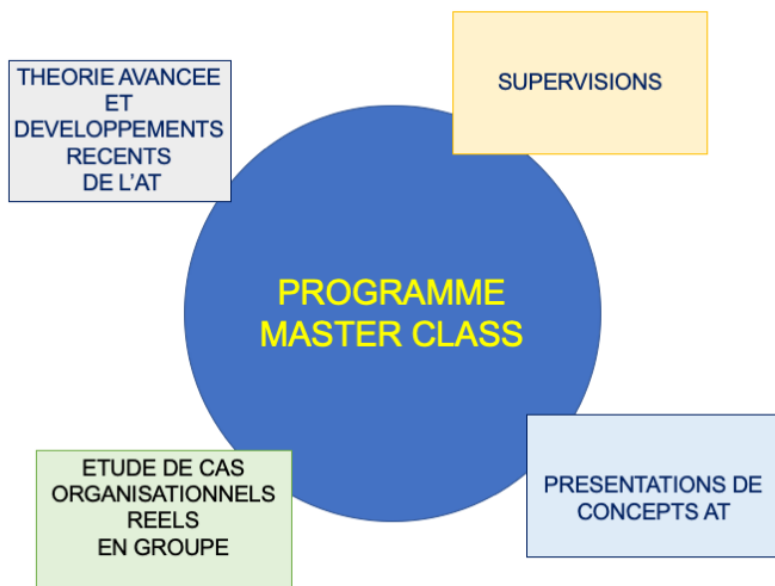 THEORIE AVANCEE
ET
DEVELOPPEMENTS
RECENTS
DE L'AT
SUPERVISIONS
PROGRAMME
MASTER CLASS
ETUDE DE CAS
ORGANISATIONNELS
REELS
EN GROUPE
PRESENTATIONS DE
CONCEPTS AT